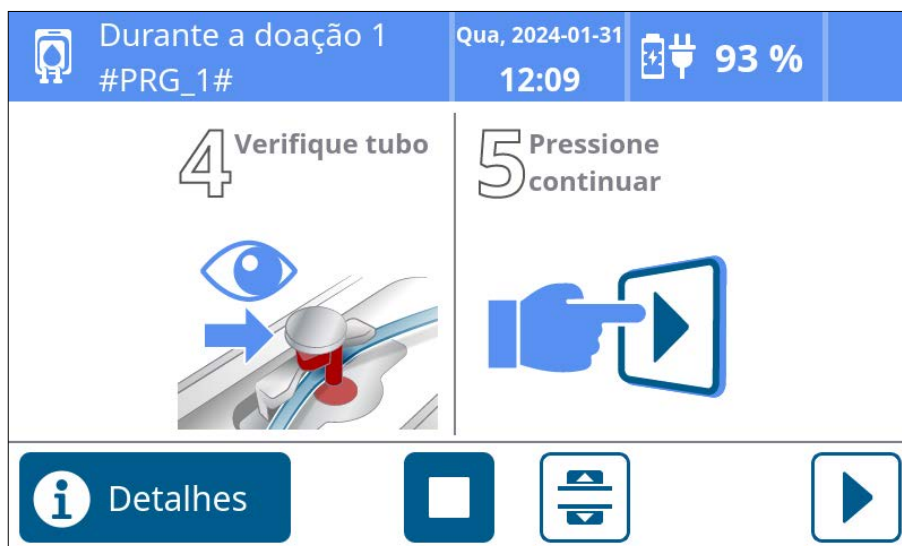 Durante a doação 1
#PRG_1#
Qua, 2024-01-31
12:09
93 %
4 Verifique tubo
5 Pressione
continuar
Detalhes